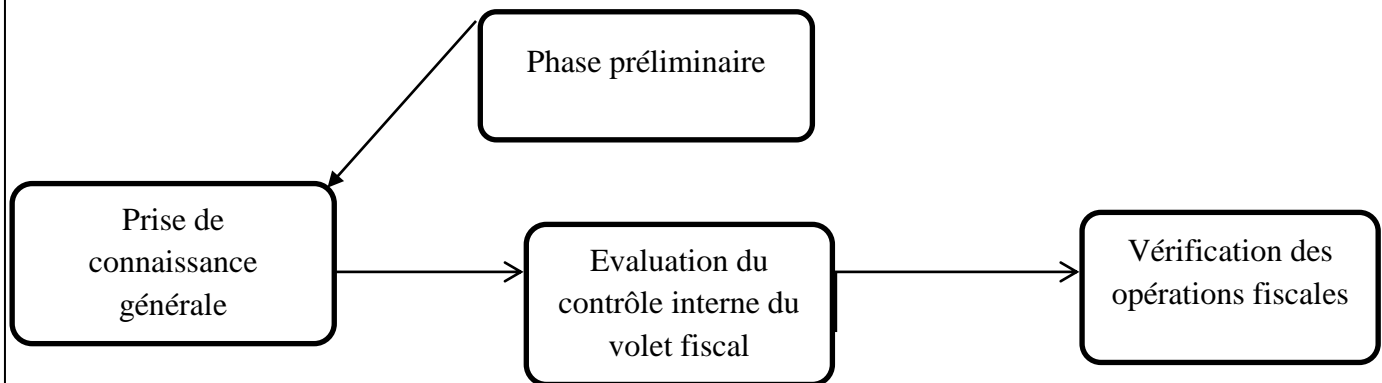 Phase préliminaire
Prise de
connaissance
générale
Evaluation du
contrôle interne du
volet fiscal
Vérification des
opérations fiscales